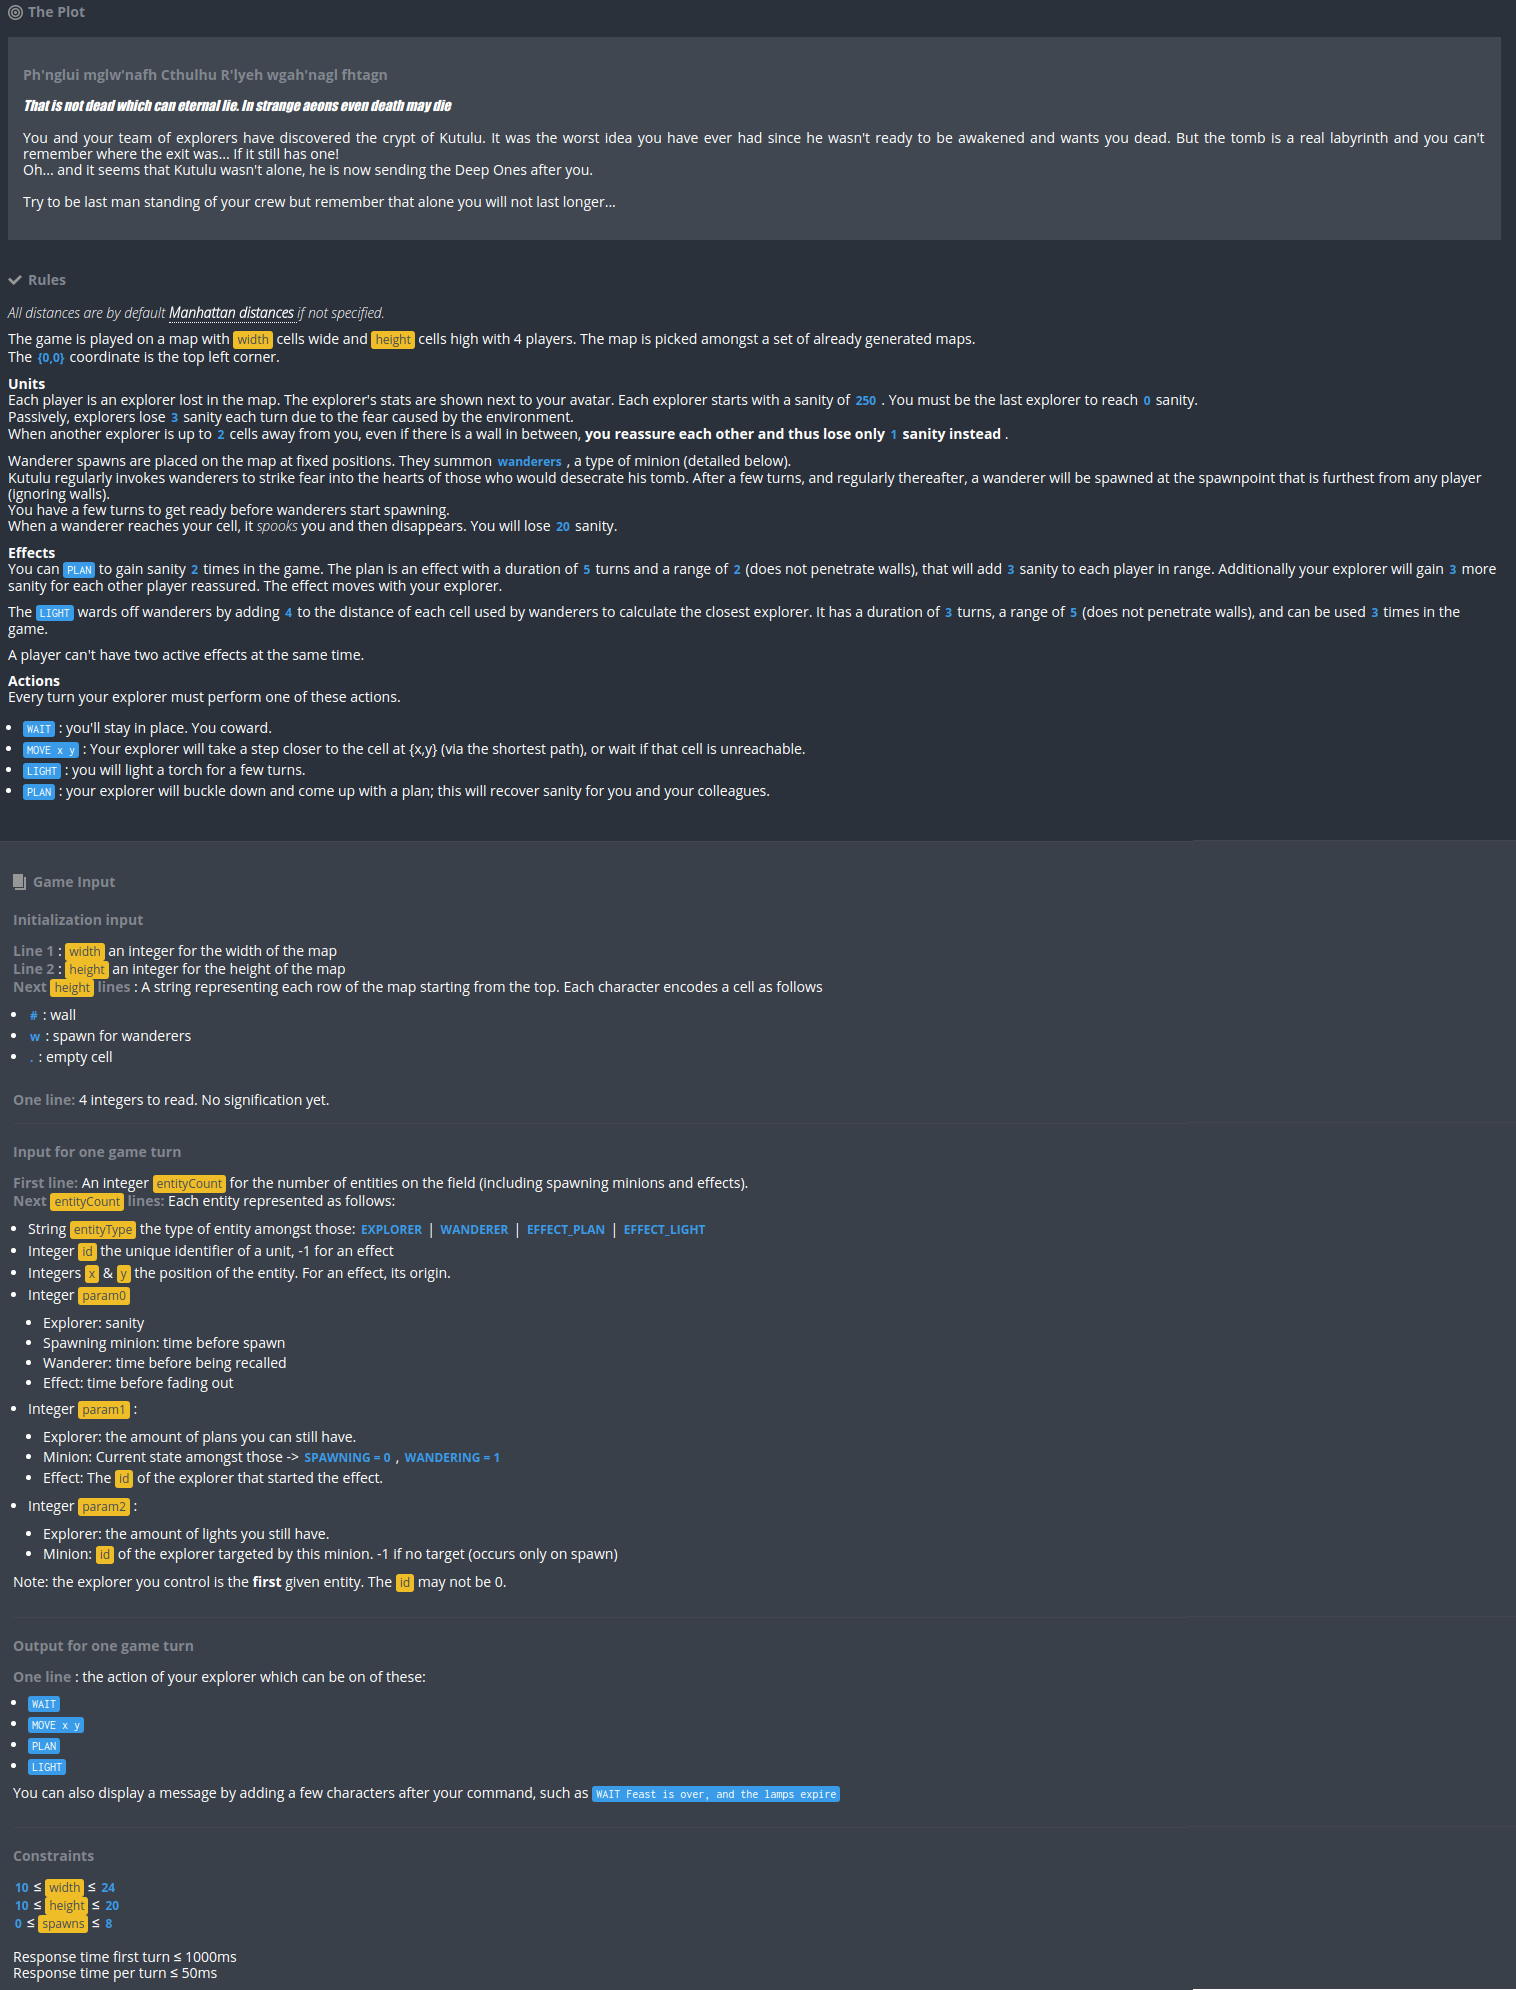 The Plot
Ph'nglui mglw'nafh Cthulhu R'lyeh wgah'nagl fhtagn
That is not dead which can eternal lie. In strange aeons even death may die
You and your team of explorers have discovered the crypt of Kutulu. It was the worst idea you have ever had since he wasn't ready to be awakened and wants you dead. But the tomb is a real labyrinth and you can't
remember where the exit was... If it still has one!
Oh... and it seems that Kutulu wasn't alone, he is now sending the Deep Ones after you.
Try to be last man standing of your crew but remember that alone you will not last longer...
Rules
All distances are by default Manhattan distances if not specified.
The game is played on a map with width cells wide and height cells high with 4 players. The map is picked amongst a set of already generated maps.
The {0,0} coordinate is the top left corner.
Units
Each player is an explorer lost in the map. The explorer's stats are shown next to your avatar. Each explorer starts with a sanity of 250 . You must be the last explorer to reach 0 sanity.
Passively, explorers lose 3 sanity each turn due to the fear caused by the environment.
When another explorer is up to 2 cells away from you, even if there is a wall in between, you reassure each other and thus lose only 1 sanity instead .
Wanderer spawns are placed on the map at fixed positions. They summon wanderers , a type of minion (detailed below).
Kutulu regularly invokes wanderers to strike fear into the hearts of those who would desecrate his tomb. After a few turns, and regularly thereafter, a wanderer will be spawned at the spawnpoint that is furthest from any player
(ignoring walls).
You have a few turns to get ready before wanderers start spawning.
When a wanderer reaches your cell, it spooks you and then disappears. You will lose 20 sanity.
Effects
You can PLAN to gain sanity 2 times in the game. The plan is an effect with a duration of 5 turns and a range of 2 (does not penetrate walls), that will add 3 sanity to each player in range. Additionally your explorer will gain 3 more
sanity for each other player reassured. The effect moves with your explorer.
The LIGHT wards off wanderers by adding 4 to the distance of each cell used by wanderers to calculate the closest explorer. It has a duration of 3 turns, a range of 5 (does not penetrate walls), and can be used 3 times in the
game.
A player can't have two active effects at the same time.
Actions
Every turn your explorer must perform one of these actions.
• WAIT : you'll stay in place. You coward.
• MOVE x y : Your explorer will take a step closer to the cell at {x,y} (via the shortest path), or wait if that cell is unreachable.
• LIGHT : you will light a torch for a few turns.
• PLAN : your explorer will buckle down and come up with a plan; this will recover sanity for you and your colleagues.
Game Input
Initialization input
Line 1 : width an integer for the width of the map
Line 2 : height an integer for the height of the map
Next height lines : A string representing each row of the map starting from the top. Each character encodes a cell as follows
• # : wall
• w : spawn for wanderers
• . : empty cell
One line: 4 integers to read. No signification yet.
Input for one game turn
First line: An integer entityCount for the number of entities on the field (including spawning minions and effects).
Next entityCount lines: Each entity represented as follows:
• String entityType the type of entity amongst those: EXPLORER | WANDERER | EFFECT_PLAN | EFFECT_LIGHT
• Integer id the unique identifier of a unit, -1 for an effect
• Integers x & y the position of the entity. For an effect, its origin.
• Integer param0
• Explorer: sanity
• Spawning minion: time before spawn
• Wanderer: time before being recalled
• Effect: time before fading out
• Integer param1 :
• Explorer: the amount of plans you can still have.
• Minion: Current state amongst those -> SPAWNING = 0 , WANDERING = 1
• Effect: The id of the explorer that started the effect.
• Integer param2 :
• Explorer: the amount of lights you still have.
• Minion: id of the explorer targeted by this minion. -1 if no target (occurs only on spawn)
Note: the explorer you control is the first given entity. The id may not be 0.
Output for one game turn
One line : the action of your explorer which can be on of these:
• WAIT
• MOVE x y
• PLAN
• LIGHT
You can also display a message by adding a few characters after your command, such as WAIT Feast is over, and the lamps expire
Constraints
10 ≤ width ≤ 24
10 ≤ height ≤ 20
0 ≤ spawns ≤ 8
Response time first turn ≤ 1000ms
Response time per turn ≤ 50ms